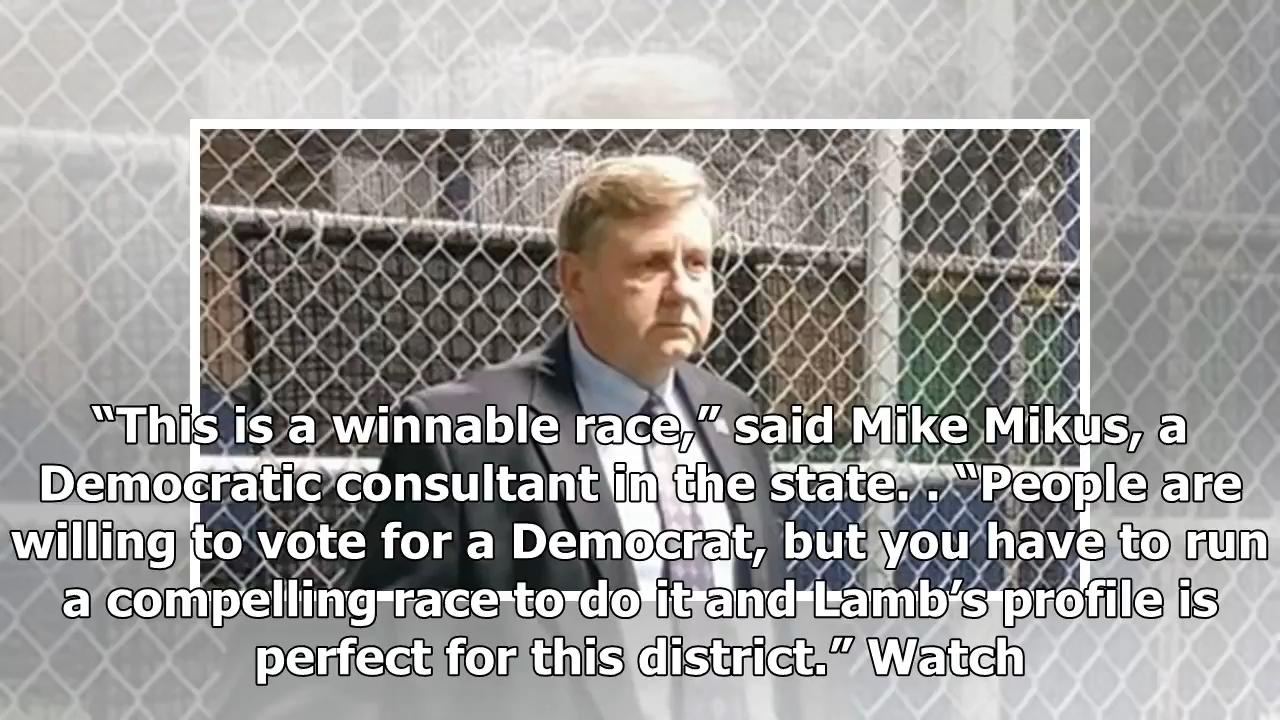 “This is a winnable race,” said Mike Mikus, a
Democratic consultant in the state. . “People are
willing to vote for a Democrat, but you have to run
a compelling race to do it and Lamb’s profile is
perfect for this district.” Watch